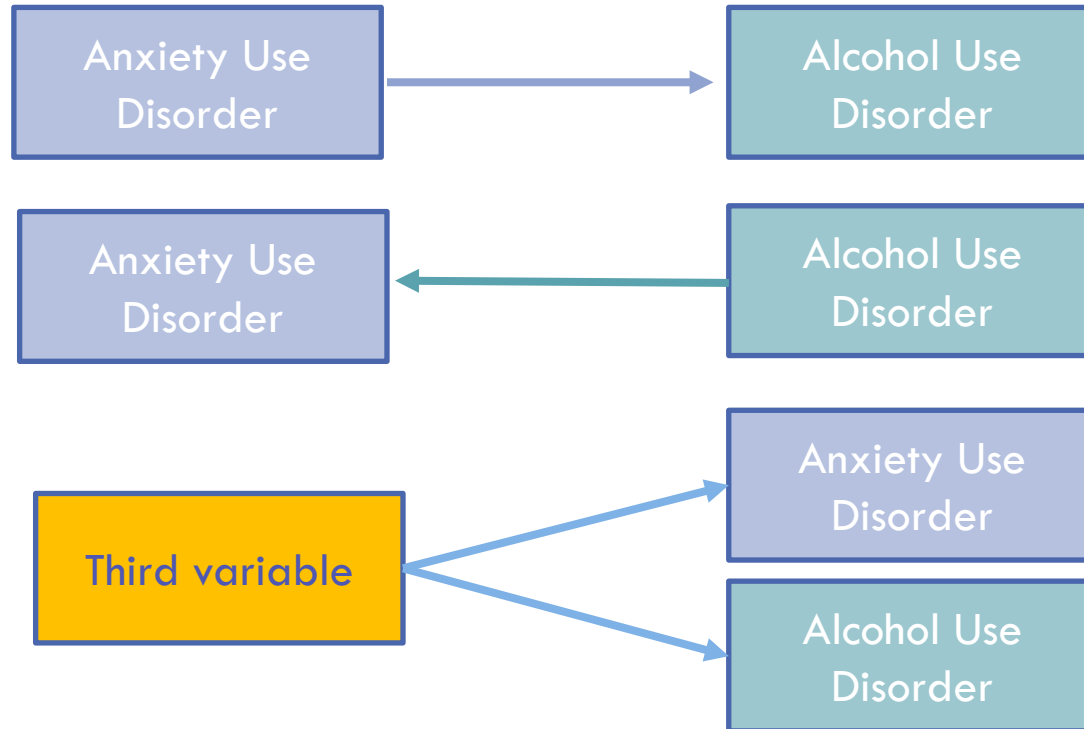 Anxiety Use
Disorder
Alcohol Use
Disorder
Anxiety Use
Disorder
Alcohol Use
Disorder
Third variable
Anxiety Use
Disorder
Alcohol Use
Disorder